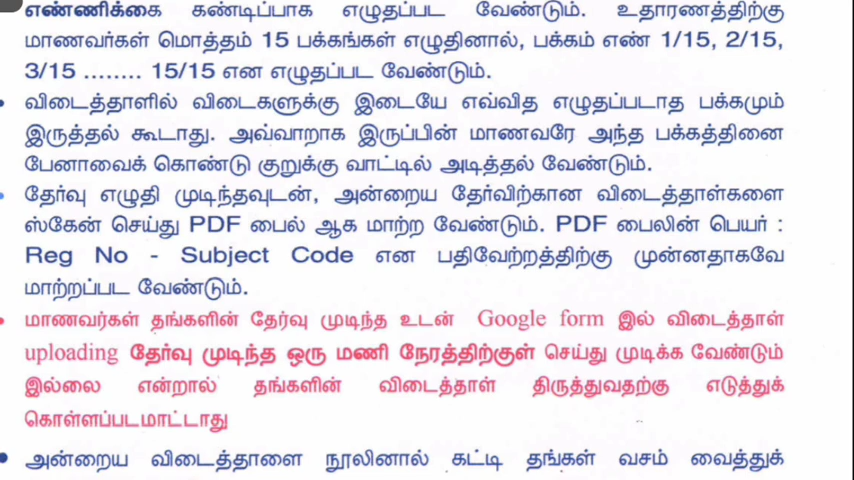 எண்ணிக்கை கண்டிப்பாக எழுதப்பட வேண்டும். உதாரணத்திற்கு
மாணவர்கள் மொத்தம் 15 பக்கங்கள் எழுதினால், பக்கம் எண் 1/15, 2/15,
3/15 ........ 15/15 என எழுதப்பட வேண்டும்.
• விடைத்தாளில் விடைகளுக்கு இடையே எவ்வித எழுதப்படாத பக்கமும்
இருத்தல் கூடாது. அவ்வாறாக இருப்பின் மாணவரே அந்த பக்கத்தினை
பேனாவைக் கொண்டு குறுக்கு வாட்டில் அடித்தல் வேண்டும்.
• தேர்வு எழுதி முடிந்தவுடன், அன்றைய தேர்விற்கான விடைத்தாள்களை
ஸ்கேன் செய்து PDF பைல் ஆக மாற்ற வேண்டும். PDF பைலின் பெயர் :
Reg No - Subject Code என பதிவேற்றத்திற்கு முன்னதாகவே
மாற்றப்பட வேண்டும்.
• மாணவர்கள் தங்களின் தேர்வு முடிந்த உடன் Google form இல் விடைத்தாள்
uploading தேர்வு முடிந்த ஒரு மணி நேரத்திற்குள் செய்து முடிக்க வேண்டும்
இல்லை என்றால் தங்களின் விடைத்தாள் திருத்துவதற்கு எடுத்துக்
கொள்ளப்படமாட்டாது
• அன்றைய விடைத்தாளை நூலினால் கட்டி தங்கள் வசம் வைத்துக்